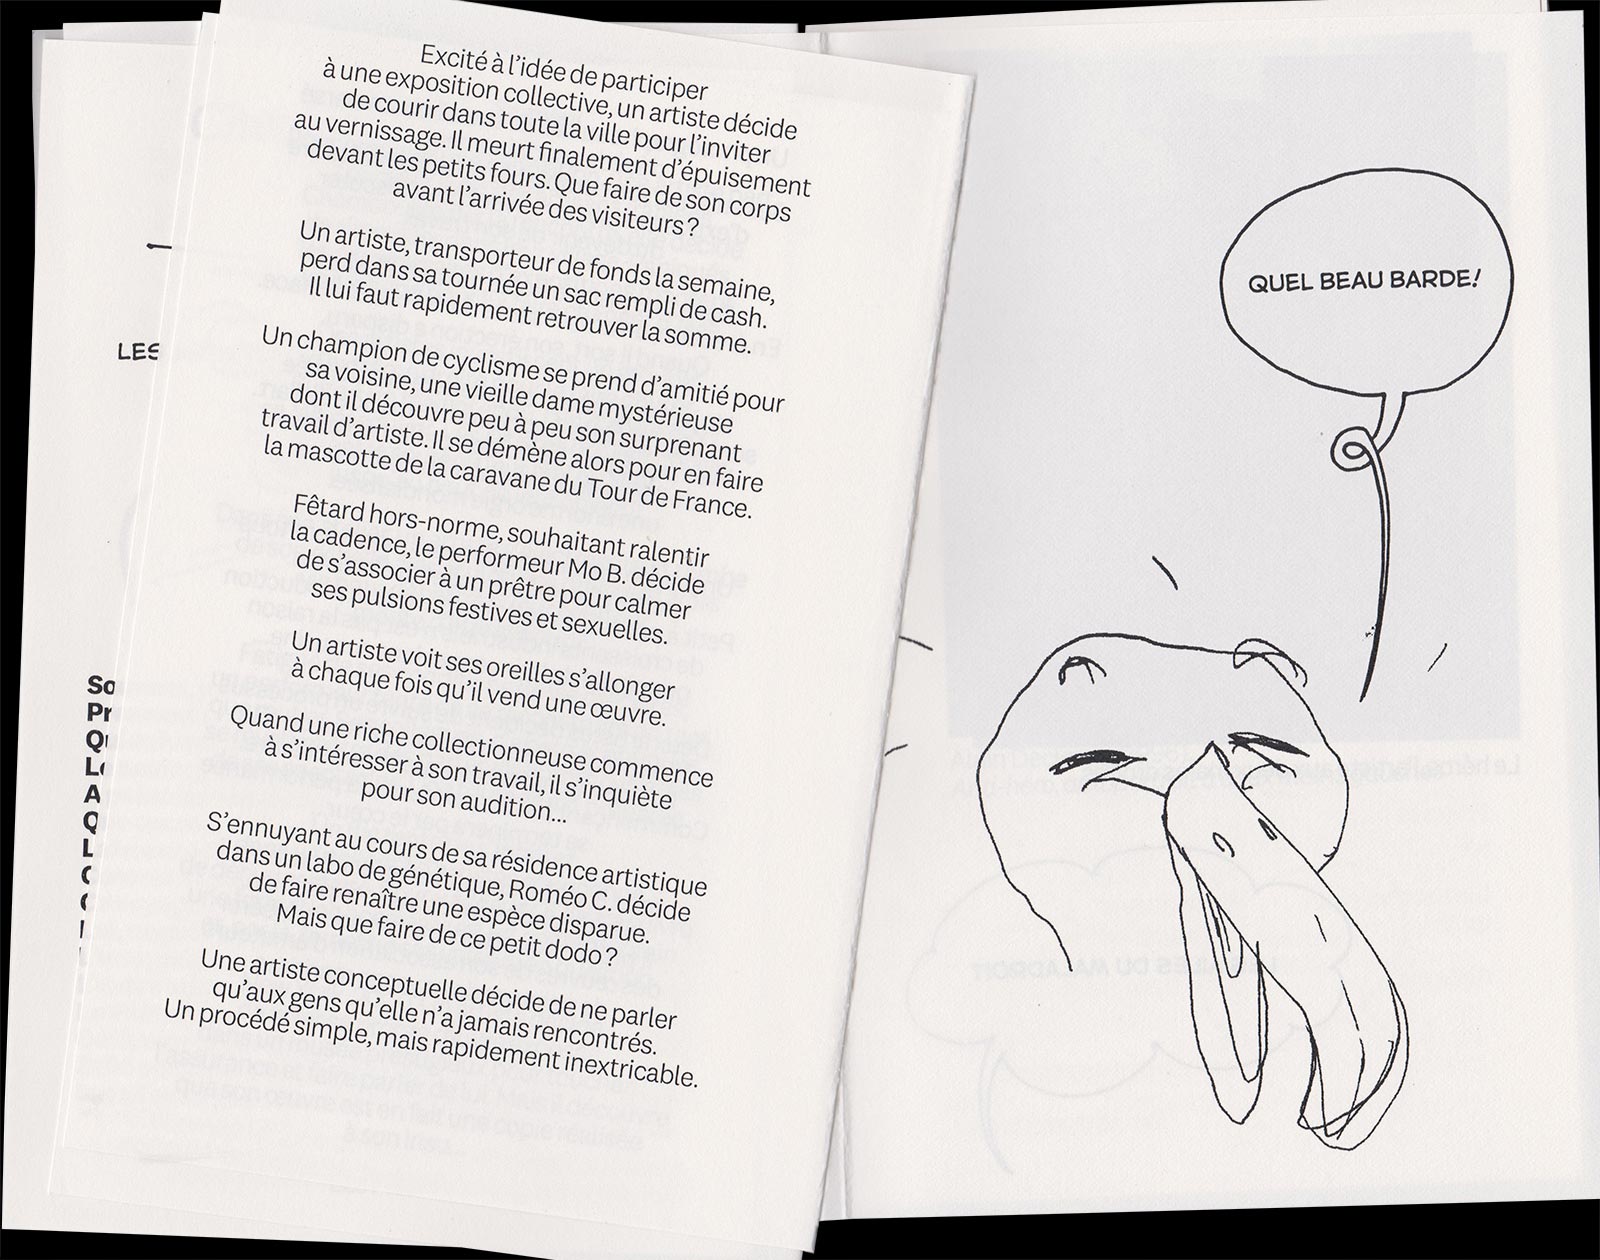 Excité à l'idée de participer
à une exposition collective, un artiste décide
de courir dans toute la ville pour l'inviter
au vernissage. Il meurt finalement d'épuisement
devant les petits fours. Que faire de son corps
avant l'arrivée des visiteurs ?
Un artiste, transporteur de fonds la semaine,
perd dans sa tournée un sac rempli de cash.
Il lui faut rapidement retrouver la somme.
Un champion de cyclisme se prend d'amitié pour
sa voisine, une vieille dame mystérieuse
dont il découvre peu à peu son surprenant
travail d'artiste. Il se démène alors pour en faire
la mascotte de la caravane du Tour de France.
Fêtard hors-norme, souhaitant ralentir
la cadence, le performeur Mo B. décide
de s'associer à un prêtre pour calmer
ses pulsions festives et sexuelles.
Un artiste voit ses oreilles s'allonger
à chaque fois qu'il vend une œuvre.
Quand une riche collectionneuse commence
à s'intéresser à son travail, il s'inquiète
pour son audition...
S'ennuyant au cours de sa résidence artistique
dans un labo de génétique, Roméo C. décide
de faire renaître une espèce disparue.
Mais que faire de ce petit dodo ?
Une artiste conceptuelle décide de ne parler
qu'aux gens qu'elle n'a jamais rencontrés.
Un procédé simple, mais rapidement inextricable.
LES
QUEL BEAU BARDE!